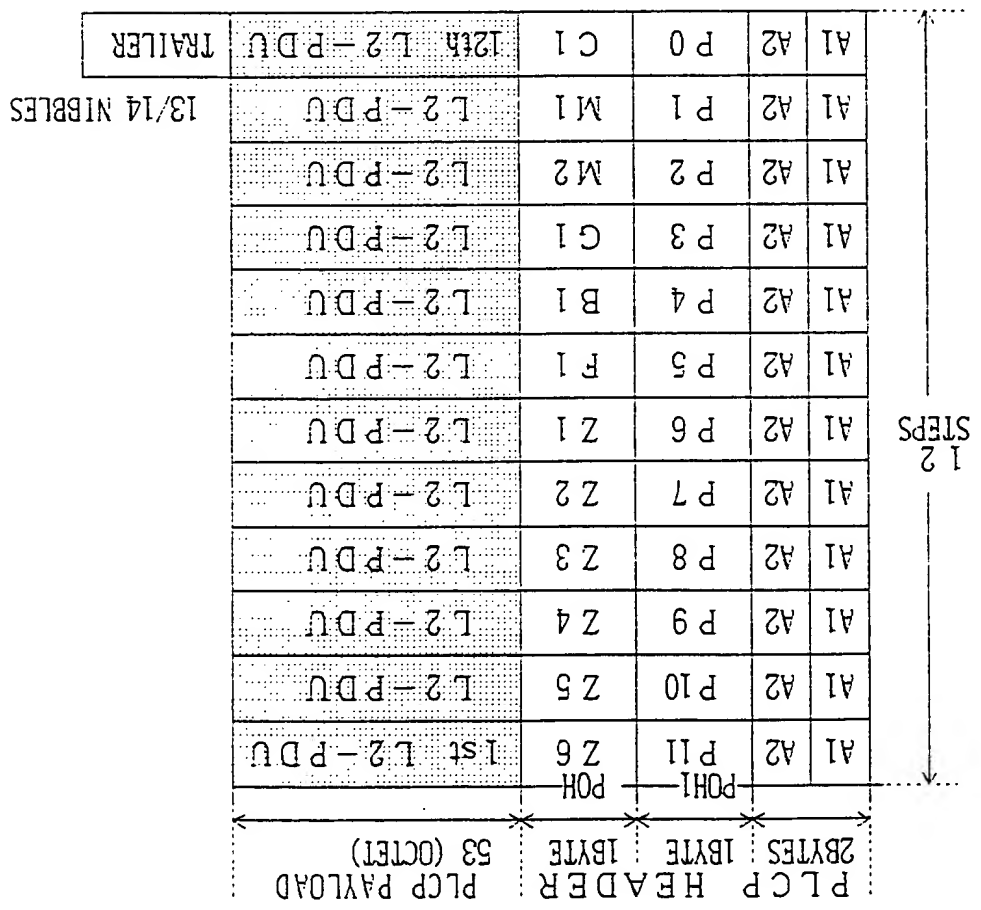 PLCP HEADER PLCP PAYLOAD
2BYTES 1BYTE 1BYTE 53 (OCTET)
POH1 POH
A1 A2 P11 Z6 1st L2-PDU
A1 A2 P10 Z5 L2-PDU
A1 A2 P9 Z4 L2-PDU
A1 A2 P8 Z3 L2-PDU
A1 A2 P7 Z2 L2-PDU
12
STEPS
A1 A2 P6 Z1 L2-PDU
A1 A2 P5 F1 L2-PDU
A1 A2 P4 B1 L2-PDU
A1 A2 P3 G1 L2-PDU
A1 A2 P2 M2 L2-PDU
A1 A2 P1 M1 L2-PDU 13/14 NIBBLES
A1 A2 P0 C1 12th L2-PDU TRAILER